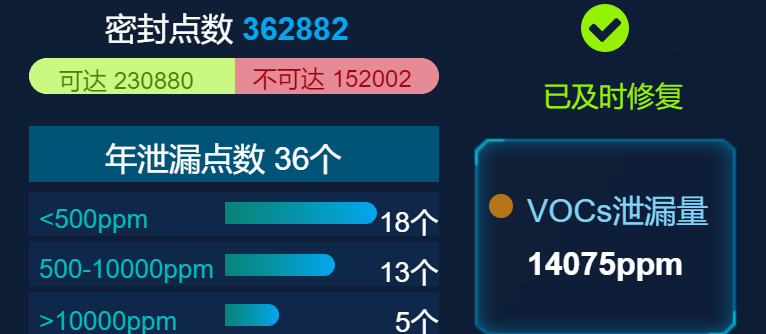 密封点数 362882
可达 230880 不可达 152002
已及时修复
年泄漏点数 36个
<500ppm 18个
500-10000ppm 13个
>10000ppm 5个
VOCs泄漏量
14075ppm